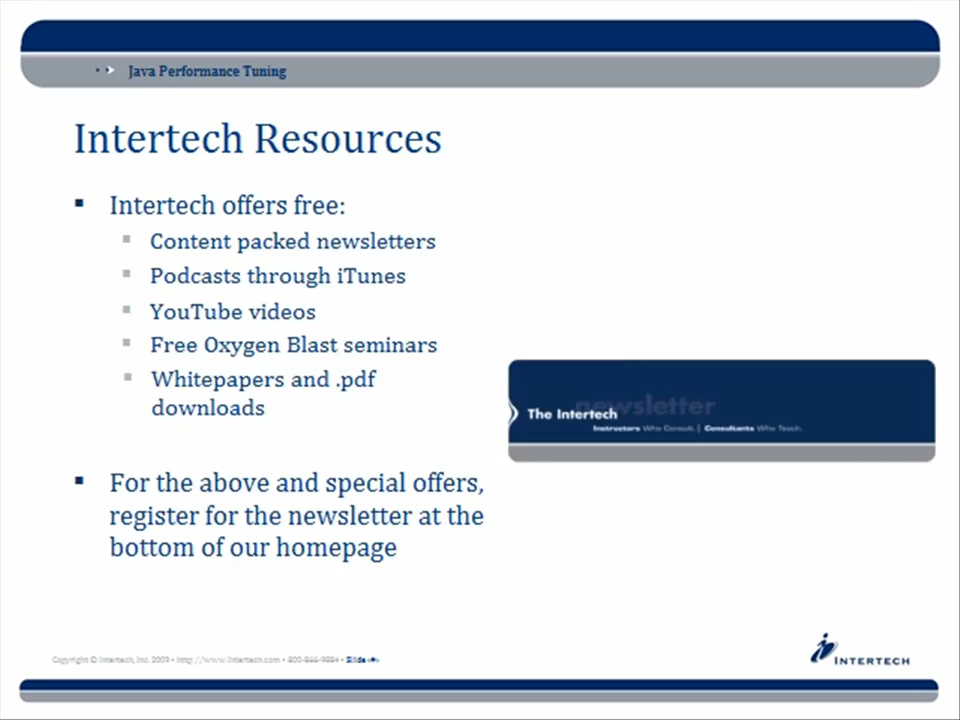 Java Performance Tuning
Intertech Resources
Intertech offers free:
Content packed newsletters
Podcasts through iTunes
YouTube videos
Free Oxygen Blast seminars
Whitepapers and .pdf
downloads
newsletter
The Intertech
Instructors Who Consult. | Consultants Who Teach.
For the above and special offers,
register for the newsletter at the
bottom of our homepage
Copyright © Intertech, Inc. 2009 • http://www.Intertech.com • Slide
INTERTECH